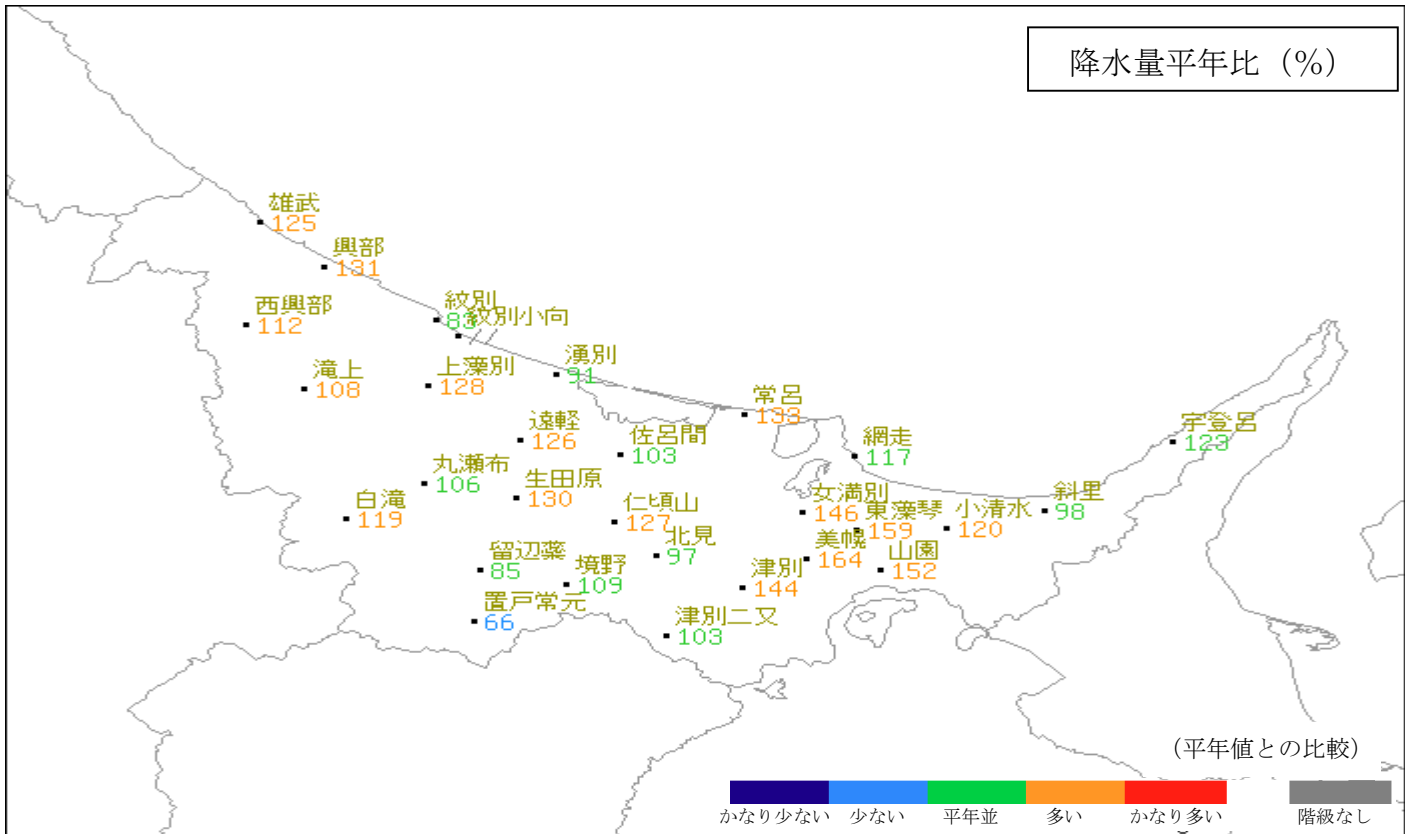 降水量平年比（％）
雄武
125
興部
131
西興部
112
紋別
83
紋別小向
滝上
108
上藻別
128
湧別
91
常呂
133
遠軽
126
佐呂間
103
網走
117
宇登呂
123
丸瀬布
106
生田原
130
白滝
119
仁頃山
127
女満別
146
東藻琴
159
小清水
120
斜里
98
北見
97
美幌
164
山園
152
留辺蘂
85
境野
109
津別
144
置戸常元
66
津別二又
103
（平年値との比較）
かなり少ない 少ない 平年並 多い かなり多い 階級なし